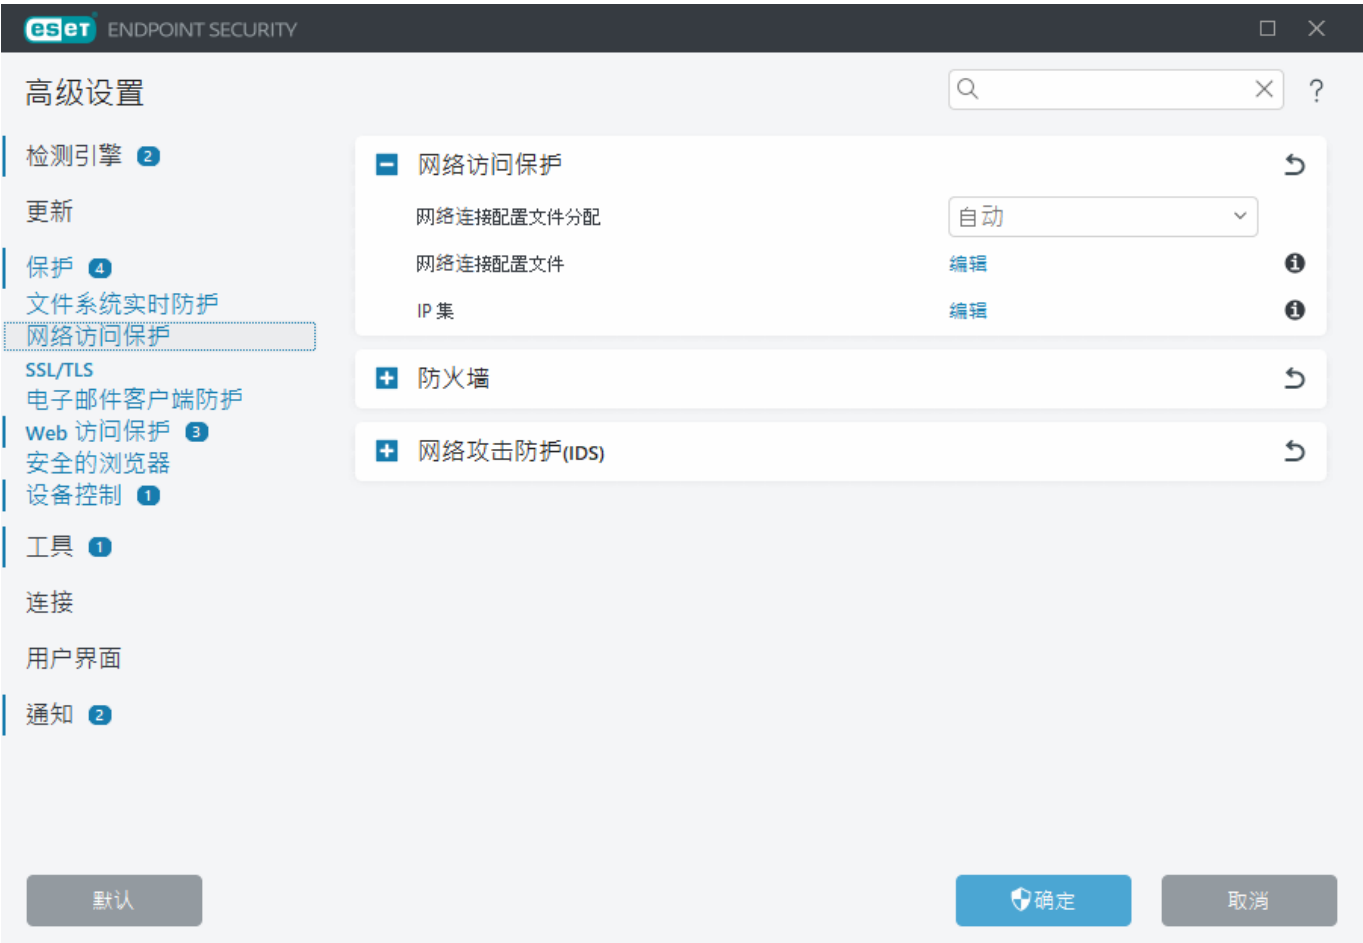 eset ENDPOINT SECURITY
高级设置
?
检测引擎 2
更新
保护 4
文件系统实时防护
网络访问保护
SSL/TLS
电子邮件客户端防护
Web 访问保护 3
安全的浏览器
设备控制 1
工具 1
连接
用户界面
通知 2
网络访问保护
网络连接配置文件分配 自动
网络连接配置文件 编辑
IP 集 编辑
防火墙
网络攻击防护(IDS)
默认 确定 取消